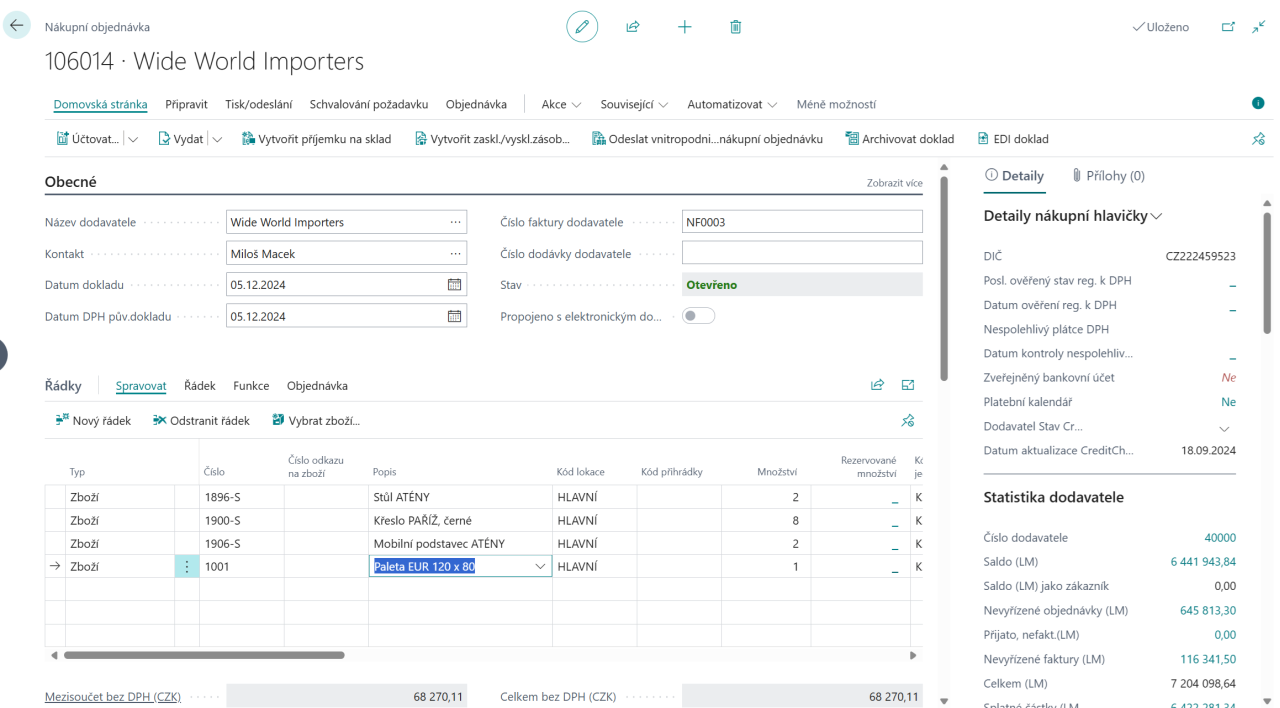 Nákupní objednávka
Uloženo
106014 · Wide World Importers
Domovská stránka Připravit Tisk/odeslání Schvalování požadavku Objednávka Akce Související Automatizovat Méně možností
Účtovat... Vydat Vytvořit příjemku na sklad Vytvořit zaskl./vyskl.zásob... Odeslat vnitropodni...nákupní objednávku Archivovat doklad EDI doklad
Obecné
Zobrazit více
Název dodavatele Wide World Importers
Kontakt Miloš Macek
Datum dokladu 05.12.2024
Datum DPH pův.dokladu 05.12.2024
Číslo faktury dodavatele NF0003
Číslo dodávky dodavatele
Stav Otevřeno
Propojeno s elektronickým do...
Řádky Spravovat Řádek Funkce Objednávka
Nový řádek Odstranit řádek Vybrat zboží...
Typ Číslo Číslo odkazu na zboží Popis Kód lokace Kód přihrádky Množství Rezervované množství
Zboží 1896-S Stůl ATÉNY HLAVNÍ 2 _ K
Zboží 1900-S Křeslo PAŘÍŽ, černé HLAVNÍ 8 _ K
Zboží 1906-S Mobilní podstavec ATÉNY HLAVNÍ 2 _ K
Zboží 1001 Paleta EUR 120 x 80 HLAVNÍ 1 _ K
Mezisoučet bez DPH (CZK) 68 270,11
Celkem bez DPH (CZK) 68 270,11
Detaily Přílohy (0)
Detaily nákupní hlavičky
DIČ CZ222459523
Posl. ověřený stav reg. k DPH _
Datum ověření reg. k DPH _
Nespolehlivý plátce DPH
Datum kontroly nespolehliv... _
Zveřejněný bankovní účet Ne
Platební kalendář Ne
Dodavatel Stav Cr...
Datum aktualizace CreditCh... 18.09.2024
Statistika dodavatele
Číslo dodavatele 40000
Saldo (LM) 6 441 943,84
Saldo (LM) jako zákazník 0,00
Nevyřízené objednávky (LM) 645 813,30
Přijato, nefakt.(LM) 0,00
Nevyřízené faktury (LM) 116 341,50
Celkem (LM) 7 204 098,64
Splatné částky (LM 6 422 281,34